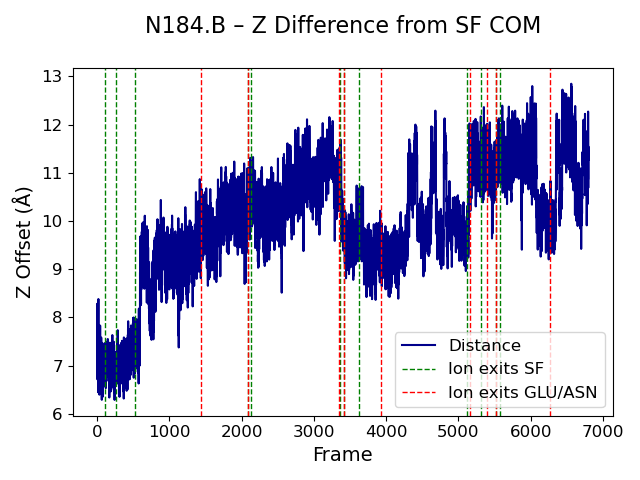 N184.B – Z Difference from SF COM
Z Offset (Å)
13
12
11
10
9
8
7
6
Distance
Ion exits SF
Ion exits GLU/ASN
0 1000 2000 3000 4000 5000 6000 7000
Frame